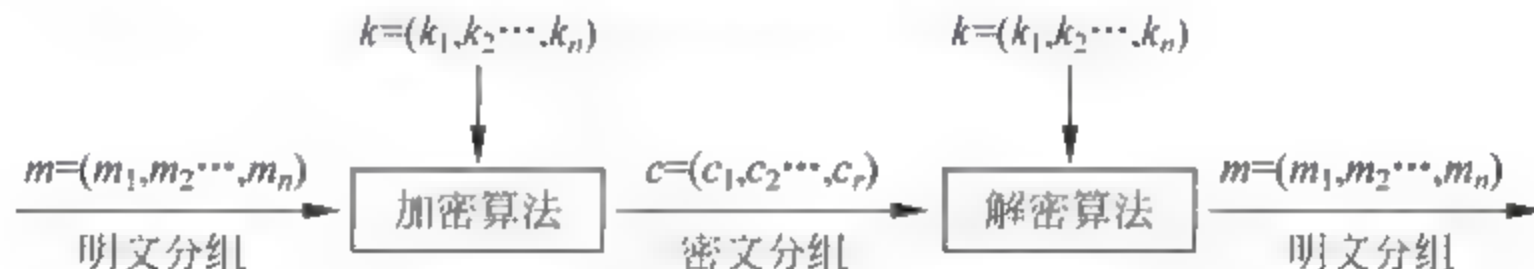 k=(k₁,k₂⋯,kₙ)
k=(k₁,k₂⋯,kₙ)
m=(m₁,m₂⋯,mₙ)
加密算法
c=(c₁,c₂⋯,cᵣ)
解密算法
m=(m₁,m₂⋯,mₙ)
明文分组
密文分组
明文分组